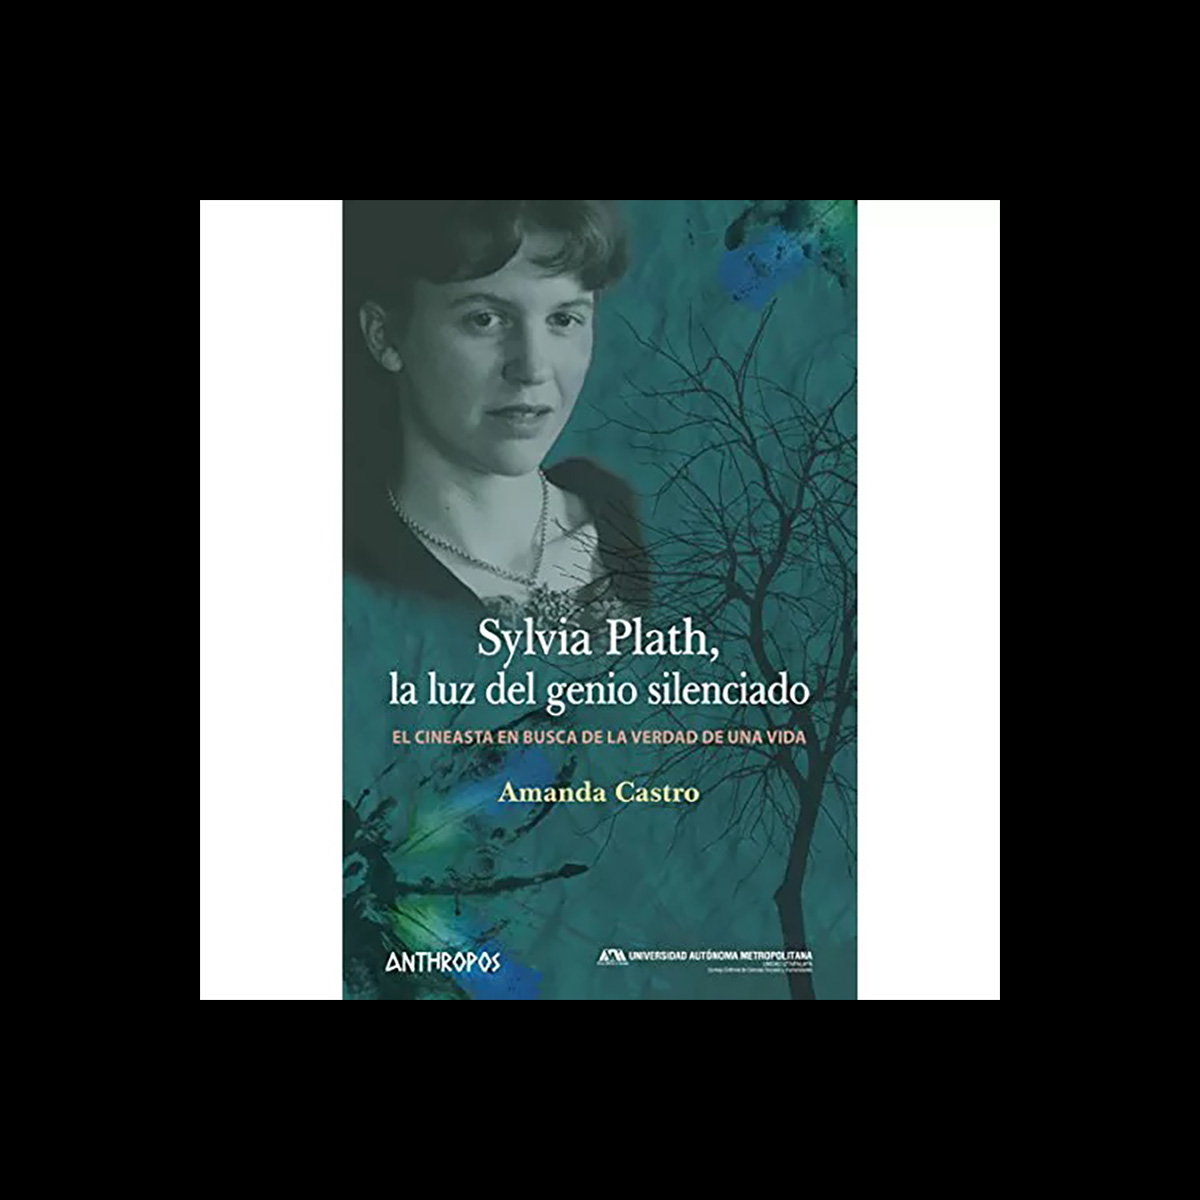 Sylvia Plath,
la luz del genio silenciado
EL CINEASTA EN BUSCA DE LA VERDAD DE UNA VIDA
Amanda Castro
ANTHROPOS
UNIVERSIDAD AUTÓNOMA METROPOLITANA